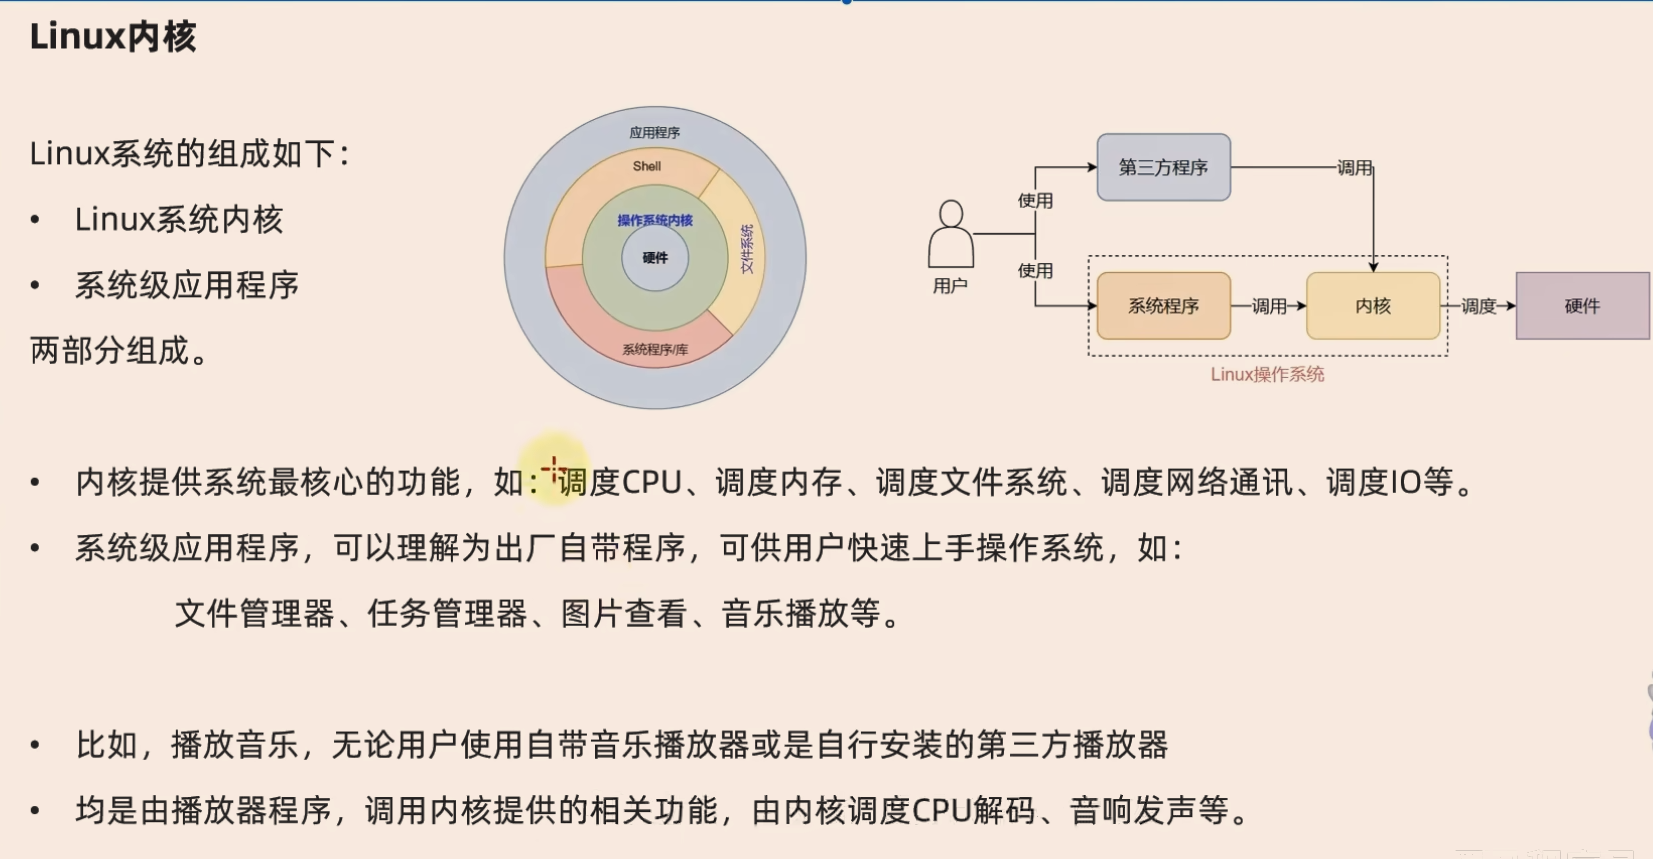 Linux内核
Linux系统的组成如下：
• Linux系统内核
• 系统级应用程序
两部分组成。
应用程序
Shell
操作系统内核
硬件
文件系统
系统程序/库
用户
使用
使用
第三方程序
调用
系统程序
调用
内核
调度
硬件
Linux操作系统
• 内核提供系统最核心的功能，如：调度CPU、调度内存、调度文件系统、调度网络通讯、调度IO等。
• 系统级应用程序，可以理解为出厂自带程序，可供用户快速上手操作系统，如：
文件管理器、任务管理器、图片查看、音乐播放等。
• 比如，播放音乐，无论用户使用自带音乐播放器或是自行安装的第三方播放器
• 均是由播放器程序，调用内核提供的相关功能，由内核调度CPU解码、音响发声等。